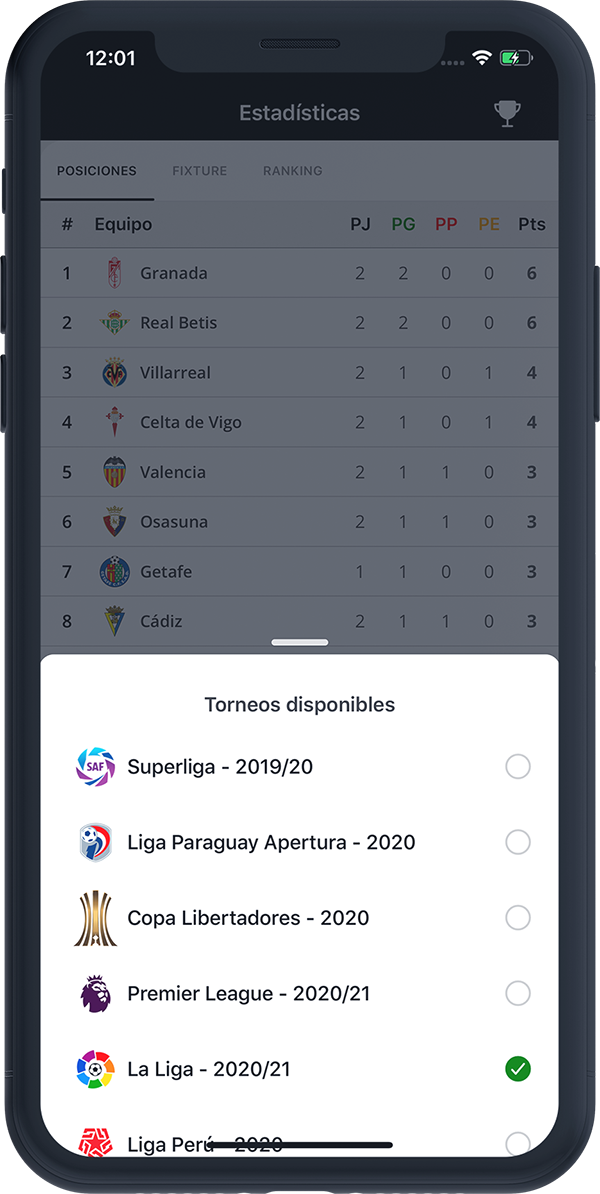 12:01
Estadísticas
POSICIONES FIXTURE RANKING
# Equipo PJ PG PP PE Pts
1 Granada 2 2 0 0 6
2 Real Betis 2 2 0 0 6
3 Villarreal 2 1 0 1 4
4 Celta de Vigo 2 1 0 1 4
5 Valencia 2 1 1 0 3
6 Osasuna 2 1 1 0 3
7 Getafe 1 1 0 0 3
8 Cádiz 2 1 1 0 3
Torneos disponibles
SAF Superliga - 2019/20
Liga Paraguay Apertura - 2020
Copa Libertadores - 2020
Premier League - 2020/21
La Liga - 2020/21
Liga Perú - 2020